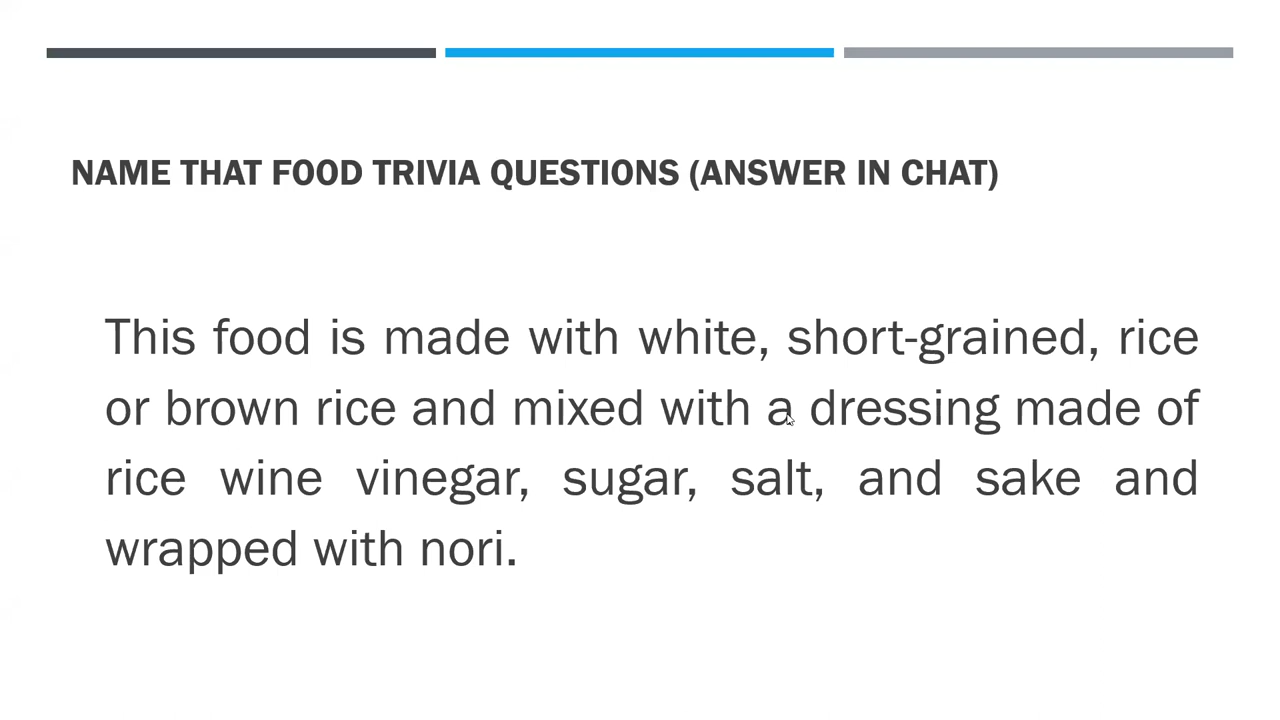 NAME THAT FOOD TRIVIA QUESTIONS (ANSWER IN CHAT)
This food is made with white, short-grained, rice
or brown rice and mixed with a dressing made of
rice wine vinegar, sugar, salt, and sake and
wrapped with nori.